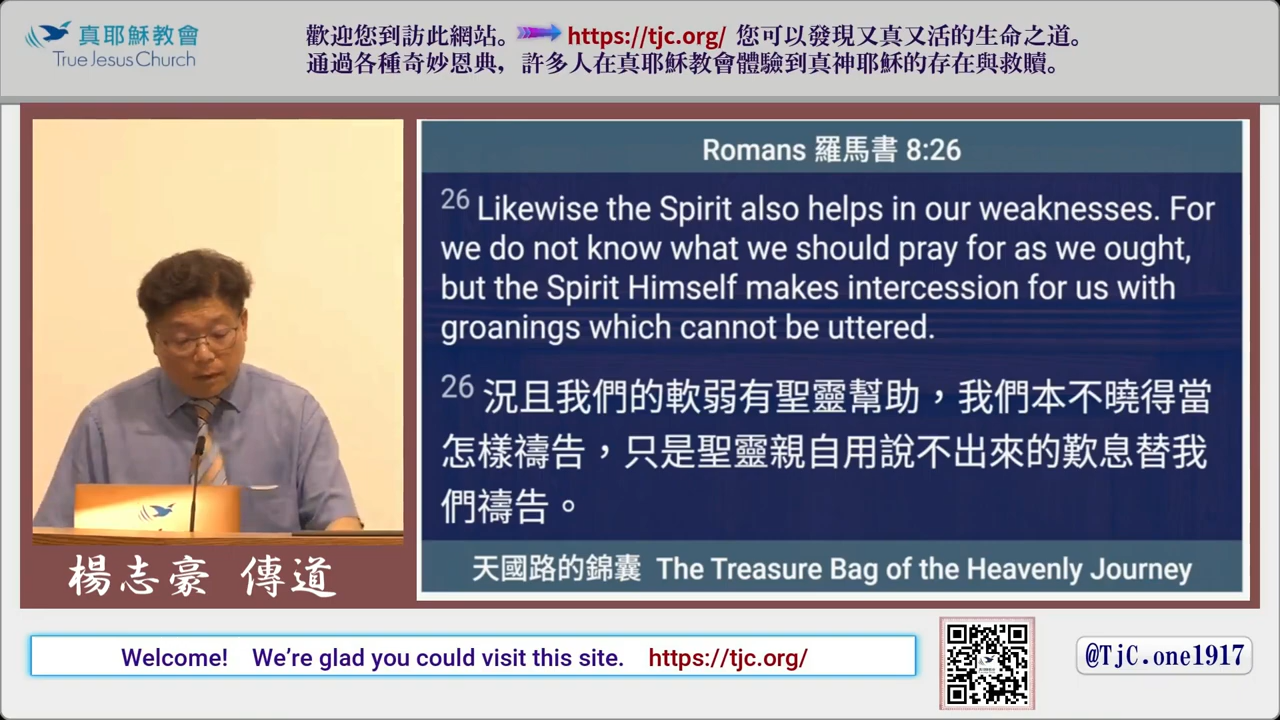 真耶穌教會
True Jesus Church
歡迎您到訪此網站。 https://tjc.org/ 您可以發現又真又活的生命之道。
通過各種奇妙恩典，許多人在真耶穌教會體驗到真神耶穌的存在與救贖。
Romans 羅馬書 8:26
26 Likewise the Spirit also helps in our weaknesses. For
we do not know what we should pray for as we ought,
but the Spirit Himself makes intercession for us with
groanings which cannot be uttered.
26 況且我們的軟弱有聖靈幫助，我們本不曉得當
怎樣禱告，只是聖靈親自用說不出來的歎息替我
們禱告。
天國路的錦囊 The Treasure Bag of the Heavenly Journey
楊志豪 傳道
Welcome! We're glad you could visit this site. https://tjc.org/
@TjC.one1917